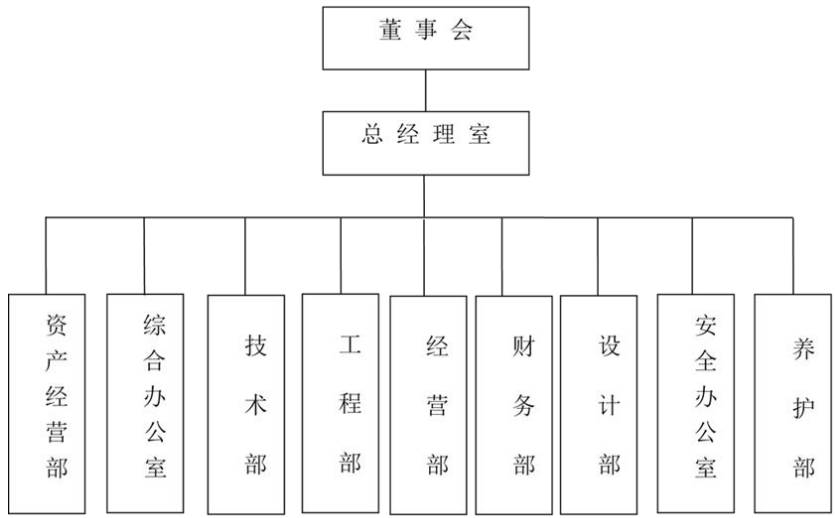 董事会
总经理室
资产经营部
综合办公室
技术部
工程部
经营部
财务部
设计部
安全办公室
养护部